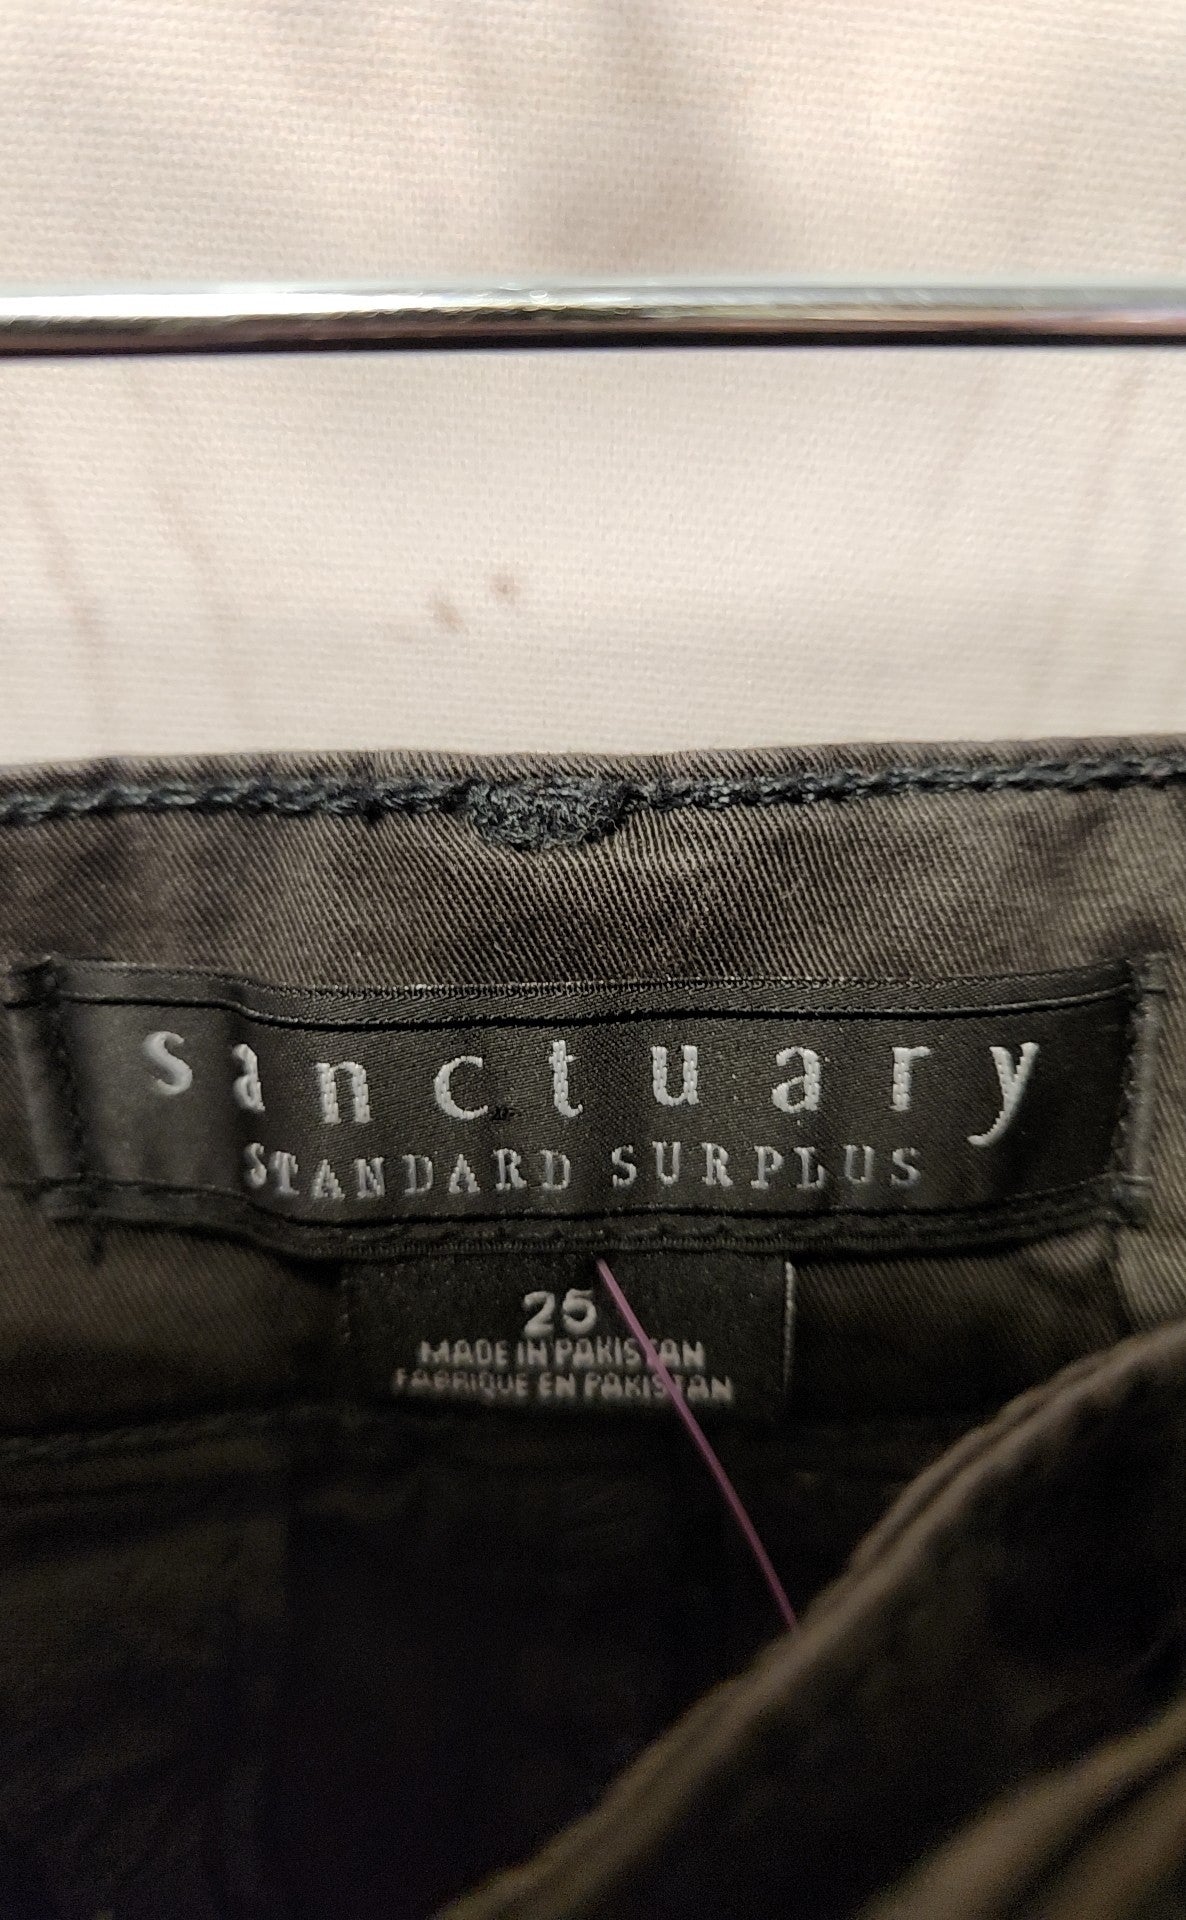 sanctuary
STANDARD SURPLUS
25
MADE IN PAKISTAN
FABRIQUE EN PAKISTAN